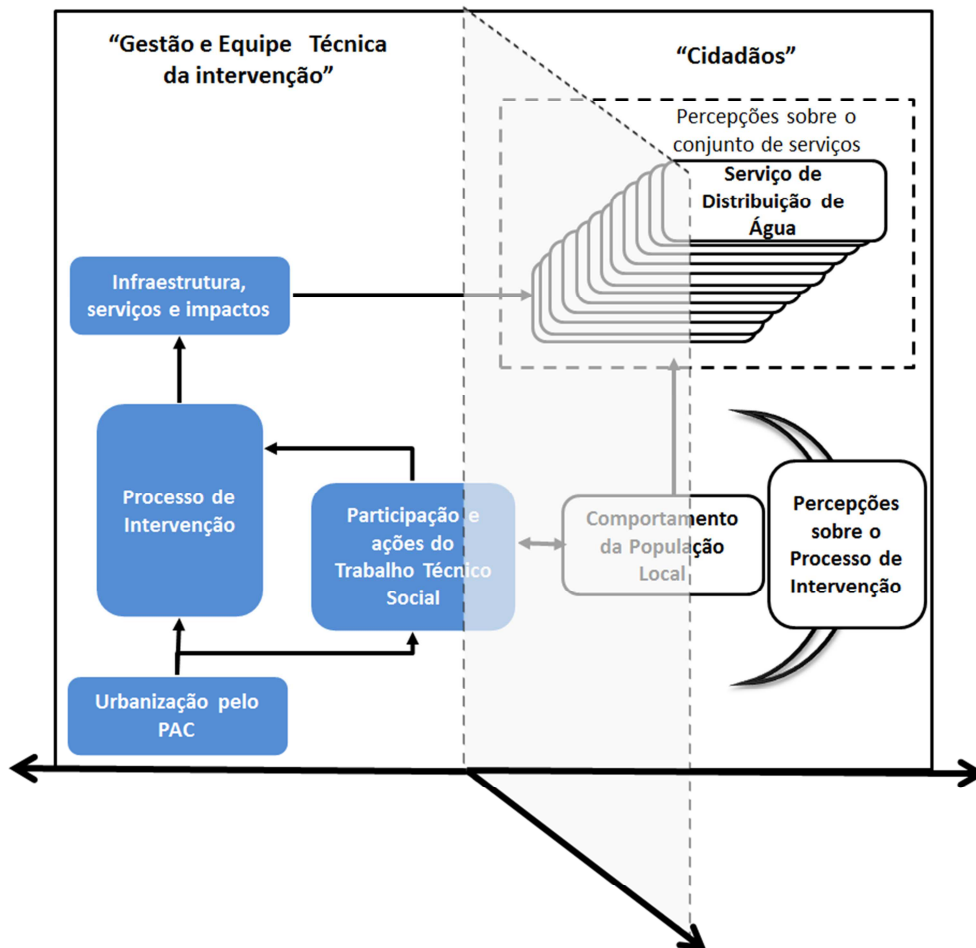 “Gestão e Equipe Técnica
da intervenção”
“Cidadãos”
Percepções sobre o
conjunto de serviços
Serviço de
Distribuição de
Água
Infraestrutura,
serviços e impactos
Processo de
Intervenção
Participação e
ações do
Trabalho Técnico
Social
Comportamento
da População
Local
Percepções
sobre o
Processo de
Intervenção
Urbanização pelo
PAC